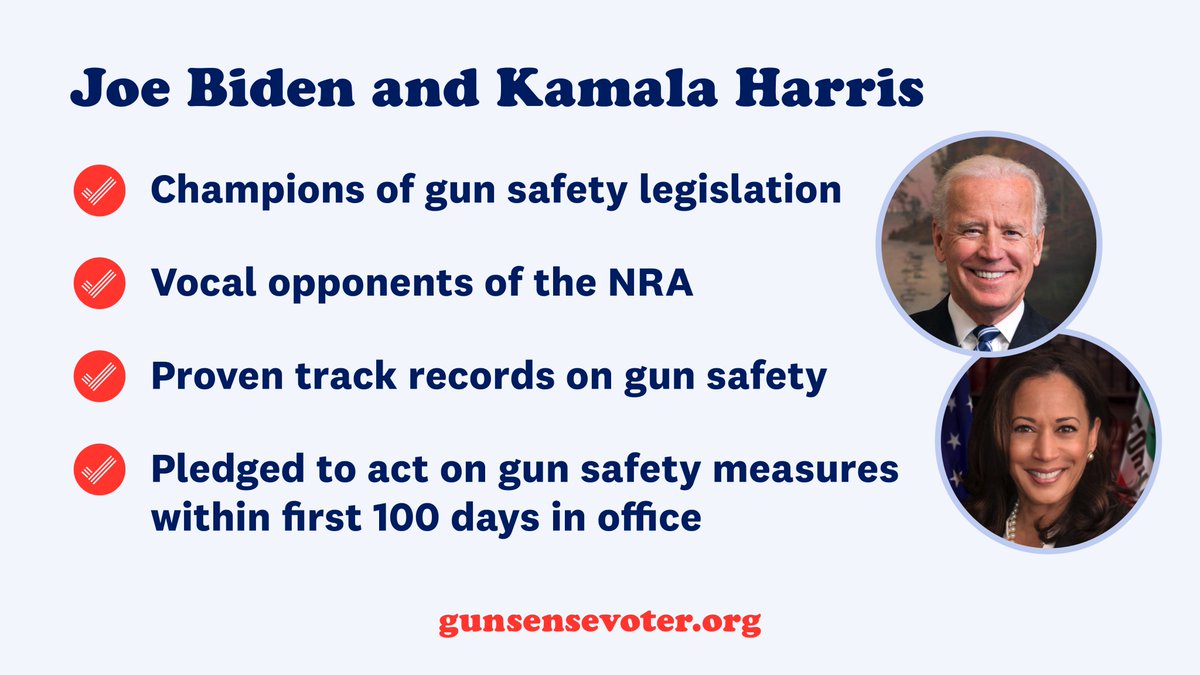 Joe Biden and Kamala Harris
Champions of gun safety legislation
Vocal opponents of the NRA
Proven track records on gun safety
Pledged to act on gun safety measures
within first 100 days in office
gunsensevoter.org